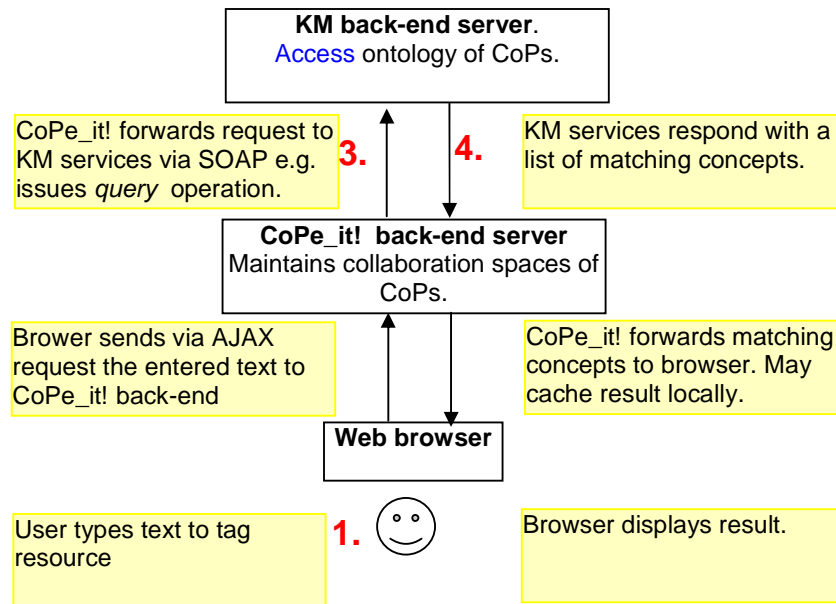 KM back-end server.
Access ontology of CoPs.
CoPe_it! forwards request to
KM services via SOAP e.g.
issues query operation.
3.
4.
KM services respond with a
list of matching concepts.
CoPe_it! back-end server
Maintains collaboration spaces of
CoPs.
Brower sends via AJAX
request the entered text to
CoPe_it! back-end
CoPe_it! forwards matching
concepts to browser. May
cache result locally.
Web browser
User types text to tag
resource
1.
Browser displays result.